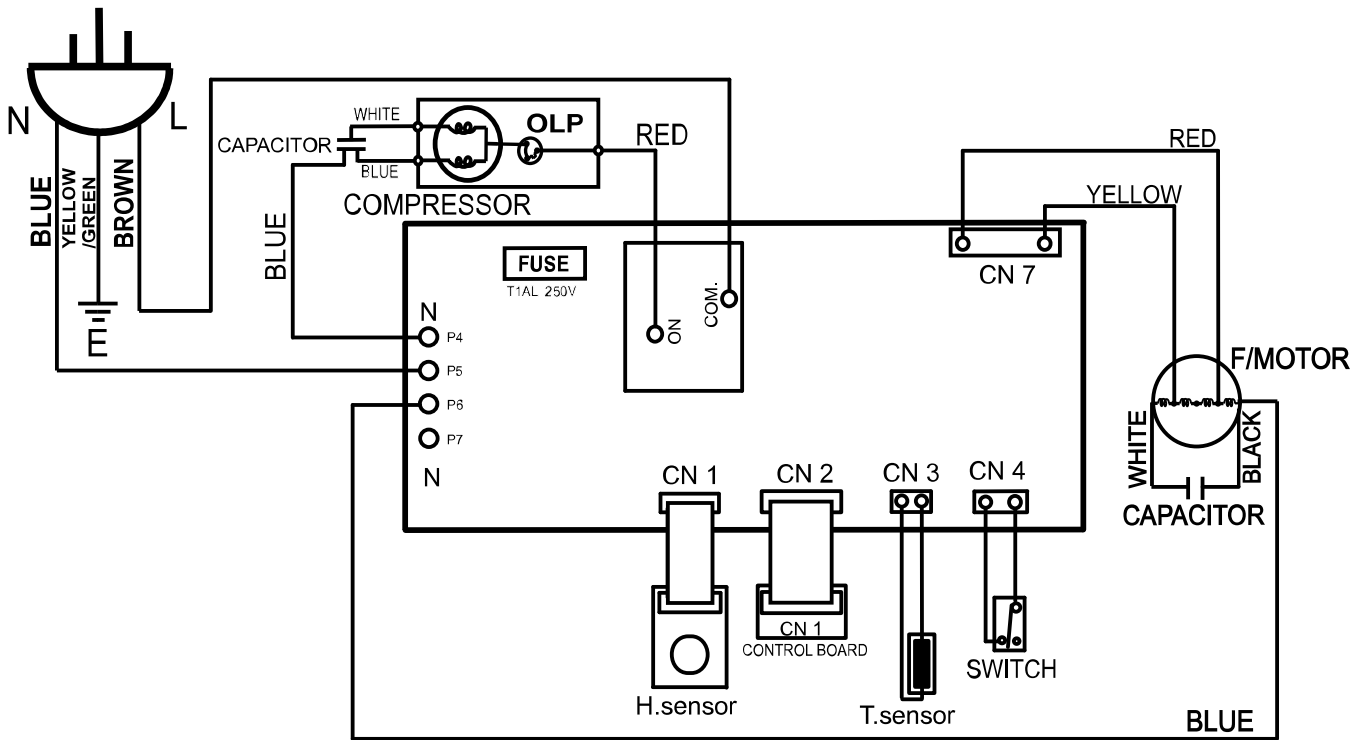 N
L
BLUE
YELLOW
/GREEN
BROWN
E
WHITE
CAPACITOR
BLUE
OLP
COMPRESSOR
RED
BLUE
FUSE
T1AL 250V
ON
COM.
CN 7
RED
YELLOW
N
P4
P5
P6
P7
N
F/MOTOR
WHITE
BLACK
CAPACITOR
CN 1
CN 2
CN 3
CN 4
CN 1
CONTROL BOARD
H.sensor
T.sensor
SWITCH
BLUE